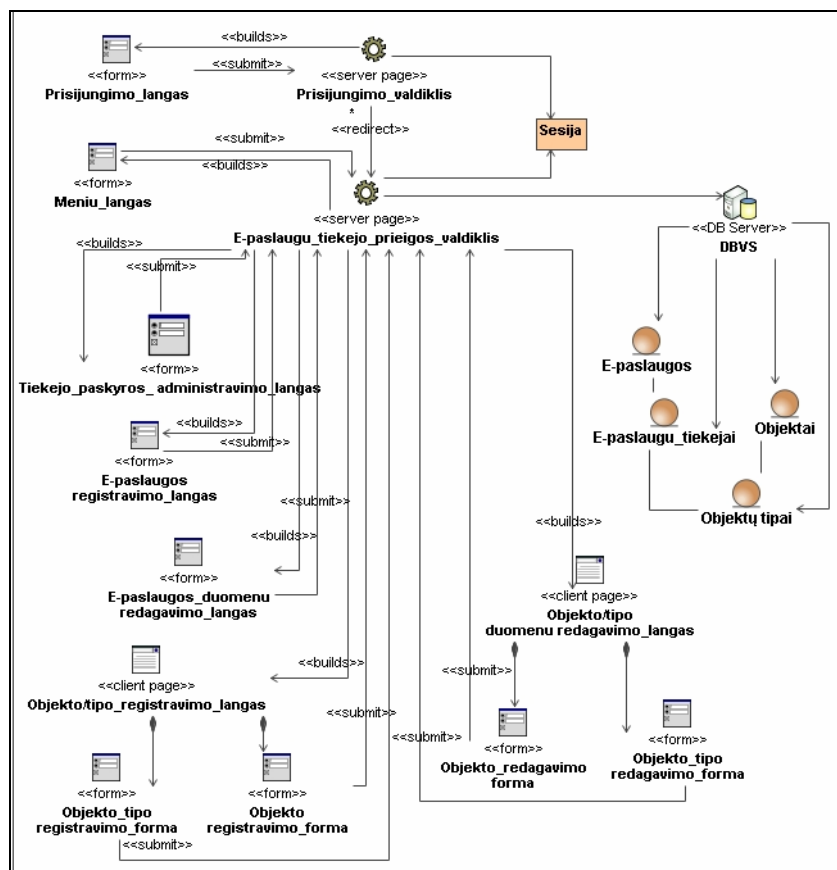 <<builds>>
<<form>>
<<submit>>
<<server page>>
Prisijungimo_langas
Prisijungimo_valdiklis
*
<<redirect>>
Sesija
<<submit>>
<<builds>>
<<form>>
Meniu_langas
<<server page>>
E-paslaugu_tiekejo_prieigos_valdiklis
<<DB Server>>
DBVS
<<builds>>
<<submit>>
<<form>>
Tiekejo_paskyros_ administravimo_langas
E-paslaugos
E-paslaugu_tiekejai
Objektai
Objektų tipai
<<builds>>
<<submit>>
<<form>>
E-paslaugos
registravimo_langas
<<submit>>
<<builds>>
<<builds>>
<<form>>
E-paslaugos_duomenu
redagavimo_langas
<<client page>>
Objekto/tipo
duomenu redagavimo_langas
<<builds>>
<<client page>>
Objekto/tipo_registravimo_langas
<<submit>>
<<submit>>
<<submit>>
<<form>>
Objekto_redagavimo
forma
<<form>>
Objekto_tipo
redagavimo_forma
<<form>>
Objekto_tipo
registravimo_forma
<<form>>
Objekto
registravimo_forma
<<submit>>